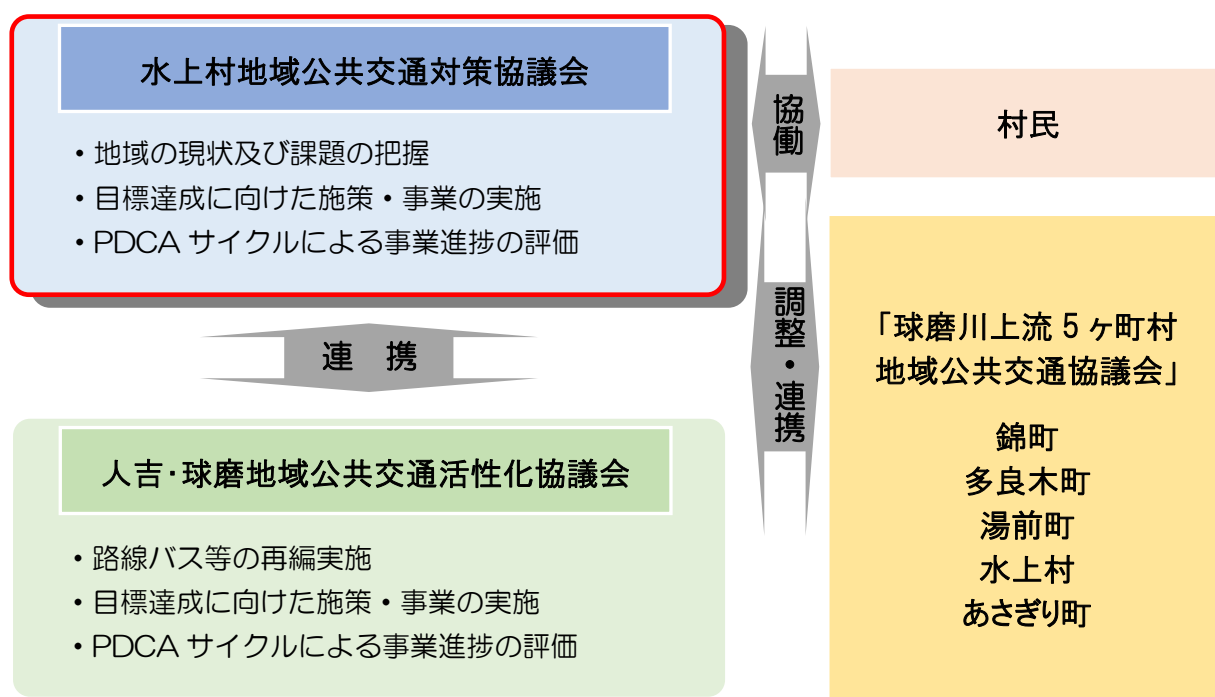 水上村地域公共交通対策協議会
・地域の現状及び課題の把握
・目標達成に向けた施策・事業の実施
・PDCA サイクルによる事業進捗の評価
連 携
人吉・球磨地域公共交通活性化協議会
・路線バス等の再編実施
・目標達成に向けた施策・事業の実施
・PDCA サイクルによる事業進捗の評価
協働
調整・連携
村民
「球磨川上流 5 ヶ町村
地域公共交通協議会」
錦町
多良木町
湯前町
水上村
あさぎり町